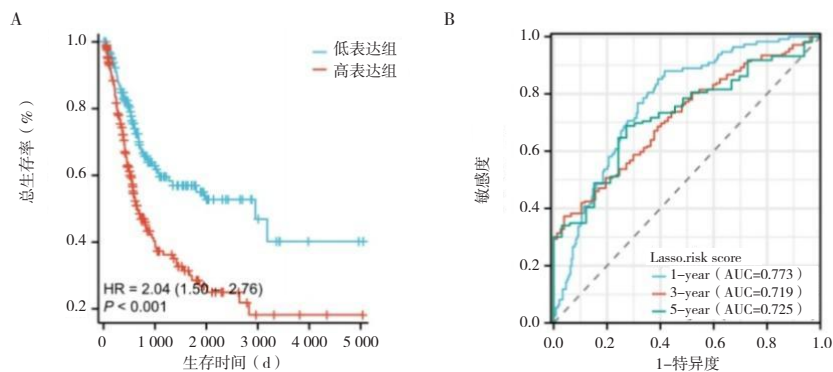 A
总生存率（%）
1.0
0.8
0.6
0.4
0.2
低表达组
高表达组
HR = 2.04 (1.50 – 2.76)
P < 0.001
0
1 000
2 000
3 000
4 000
5 000
生存时间（d）
B
敏感度
1.0
0.8
0.6
0.4
0.2
0.0
Lasso.risk score
1-year（AUC=0.773）
3-year（AUC=0.719）
5-year（AUC=0.725）
0.0
0.2
0.4
0.6
0.8
1.0
1-特异度